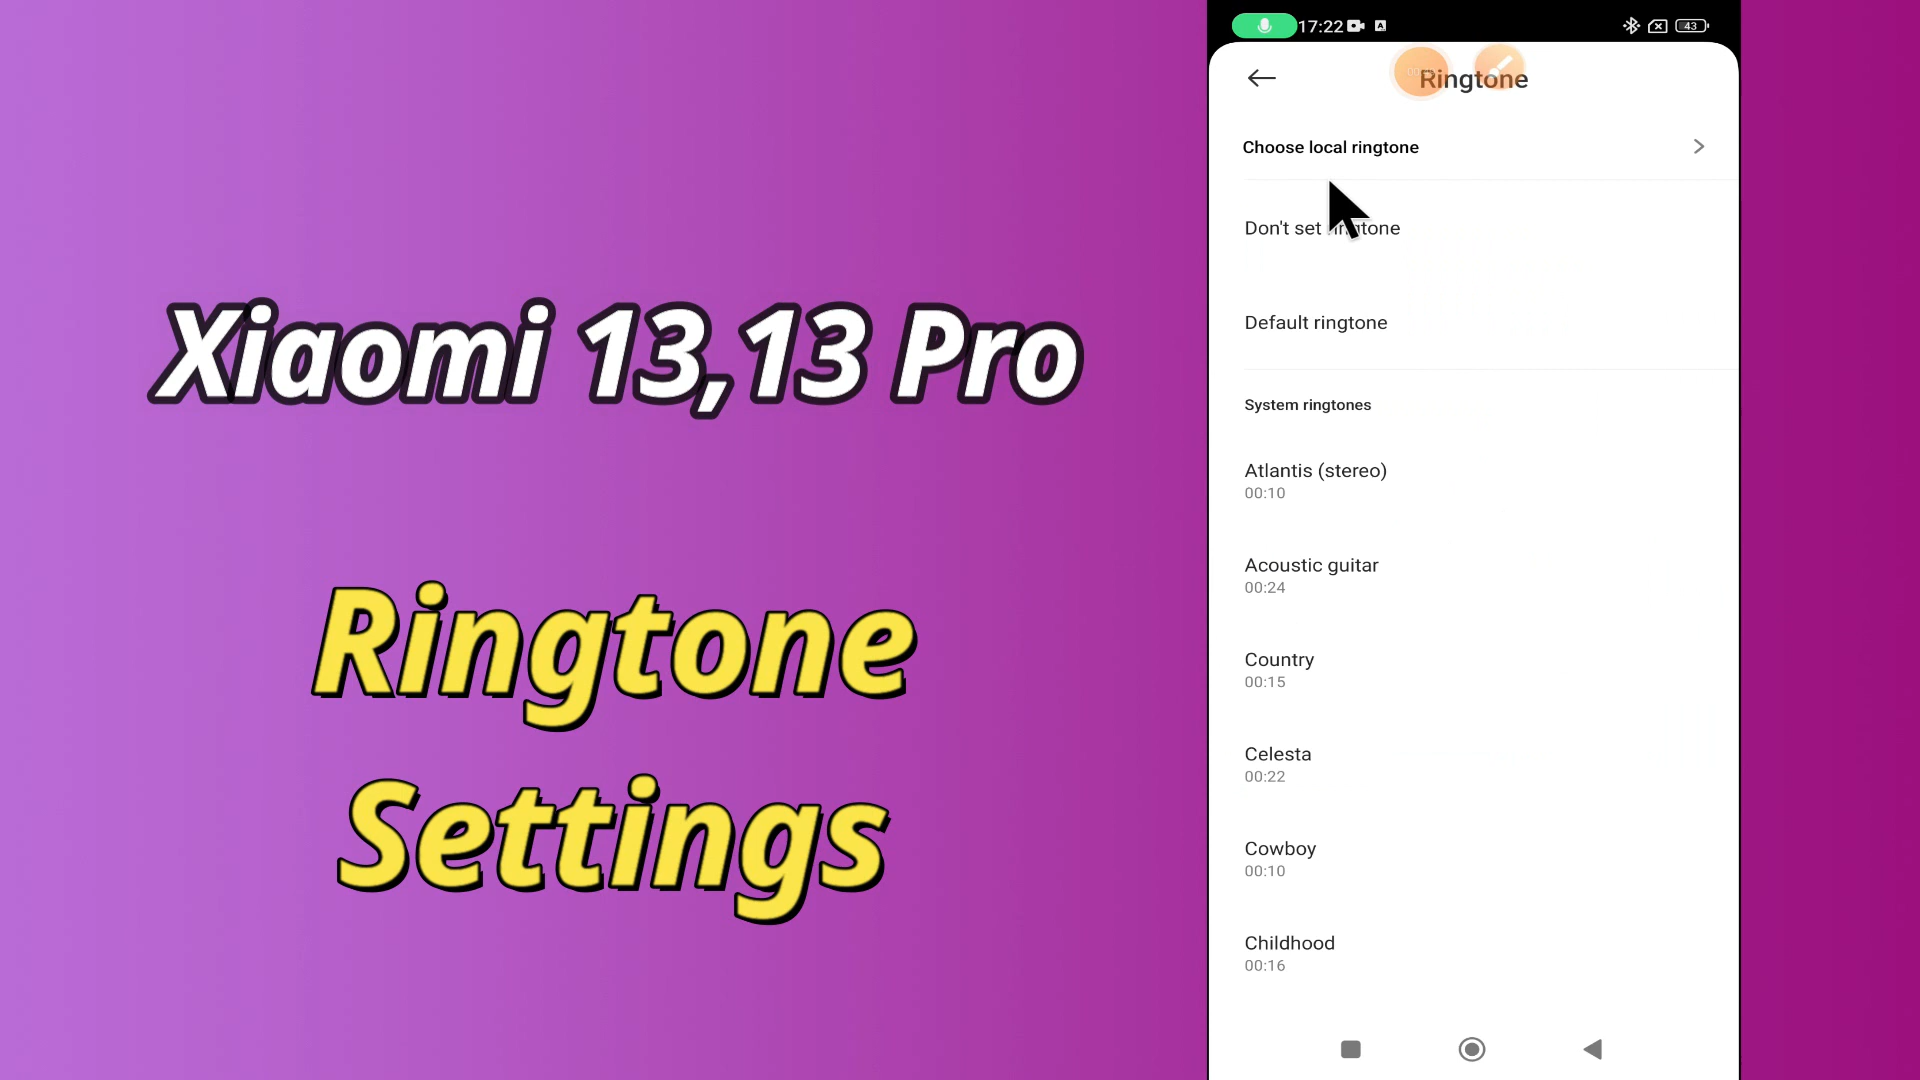 Xiaomi 13,13 Pro
Ringtone
Settings
17:22
43
Ringtone
Choose local ringtone
Don't set ringtone
Default ringtone
System ringtones
Atlantis (stereo)
00:10
Acoustic guitar
00:24
Country
00:15
Celesta
00:22
Cowboy
00:10
Childhood
00:16